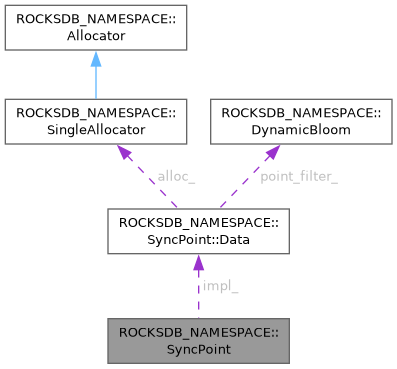 ROCKSDB_NAMESPACE::
Allocator
ROCKSDB_NAMESPACE::
SingleAllocator
ROCKSDB_NAMESPACE::
DynamicBloom
alloc_
point_filter_
ROCKSDB_NAMESPACE::
SyncPoint::Data
impl_
ROCKSDB_NAMESPACE::
SyncPoint